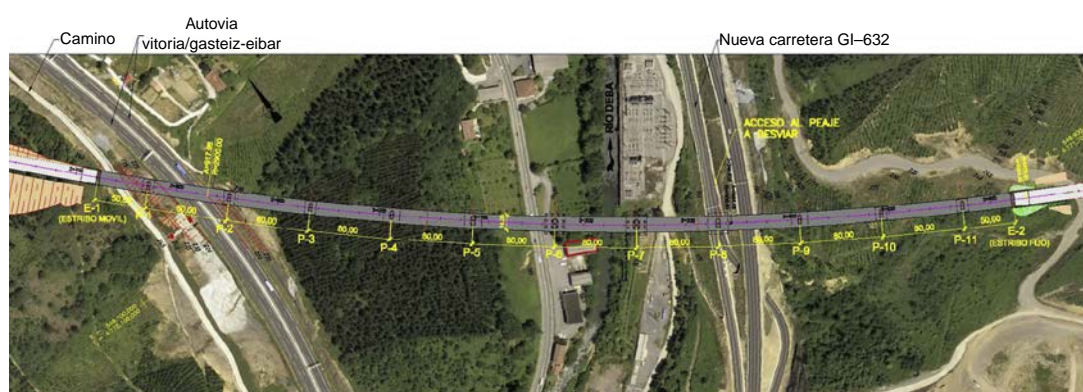 Camino
Autovia
vitoria/gasteiz-eibar
Nueva carretera GI–632
RÍO DEBA
ACCESO AL PEAJE
A DESVIAR
E-1
(ESTRIBO MOVIL)
50,00
80,00
P-2
80,00
P-3
80,00
P-4
80,00
P-5
80,00
P-6
80,00
P-7
80,00
P-8
80,00
P-9
80,00
P-10
80,00
P-11
50,00
E-2
(ESTRIBO FIJO)